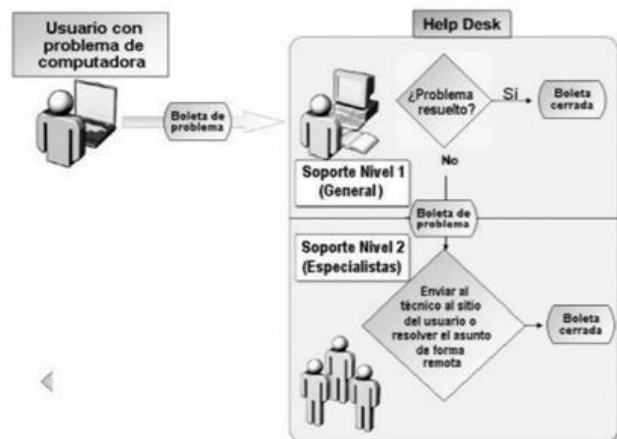 Usuario con
problema de
computadora
Boleta de
problema
Help Desk
¿Problema
resuelto?
Sí
Boleta
cerrada
No
Soporte Nivel 1
(General)
Boleta de
problema
Soporte Nivel 2
(Especialistas)
Enviar al
técnico al sitio
del usuario o
resolver el asunto
de forma
remota
Boleta
cerrada